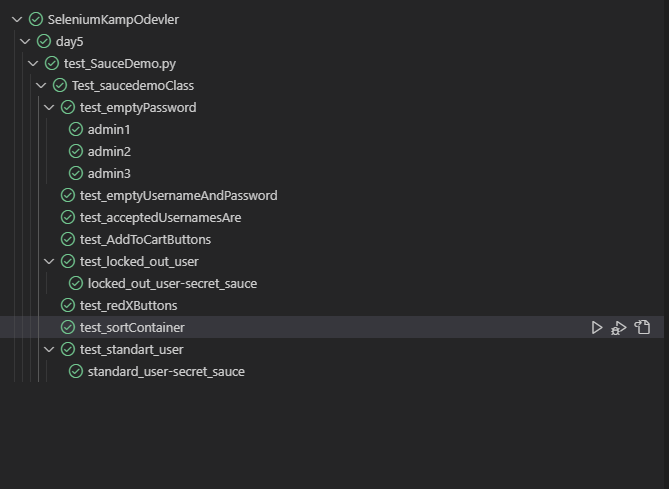 SeleniumKampOdevler
day5
test_SauceDemo.py
Test_saucedemoClass
test_emptyPassword
admin1
admin2
admin3
test_emptyUsernameAndPassword
test_acceptedUsernamesAre
test_AddToCartButtons
test_locked_out_user
locked_out_user-secret_sauce
test_redXButtons
test_sortContainer
test_standart_user
standard_user-secret_sauce